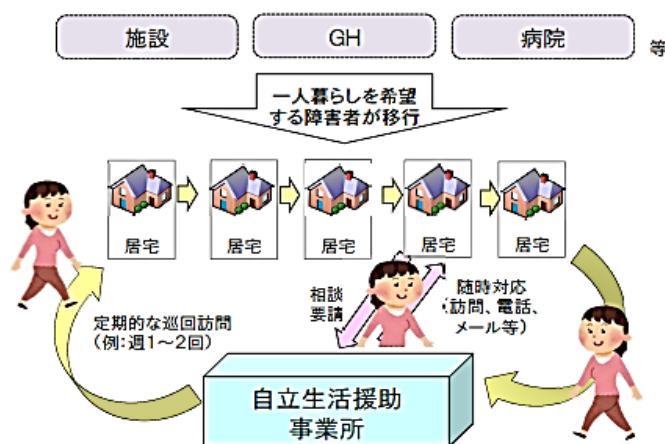 施設
GH
病院
等
一人暮らしを希望
する障害者が移行
居宅
居宅
居宅
居宅
居宅
定期的な巡回訪問
(例:週1～2回)
相談
要請
随時対応
(訪問、電話、
メール等)
自立生活援助
事業所